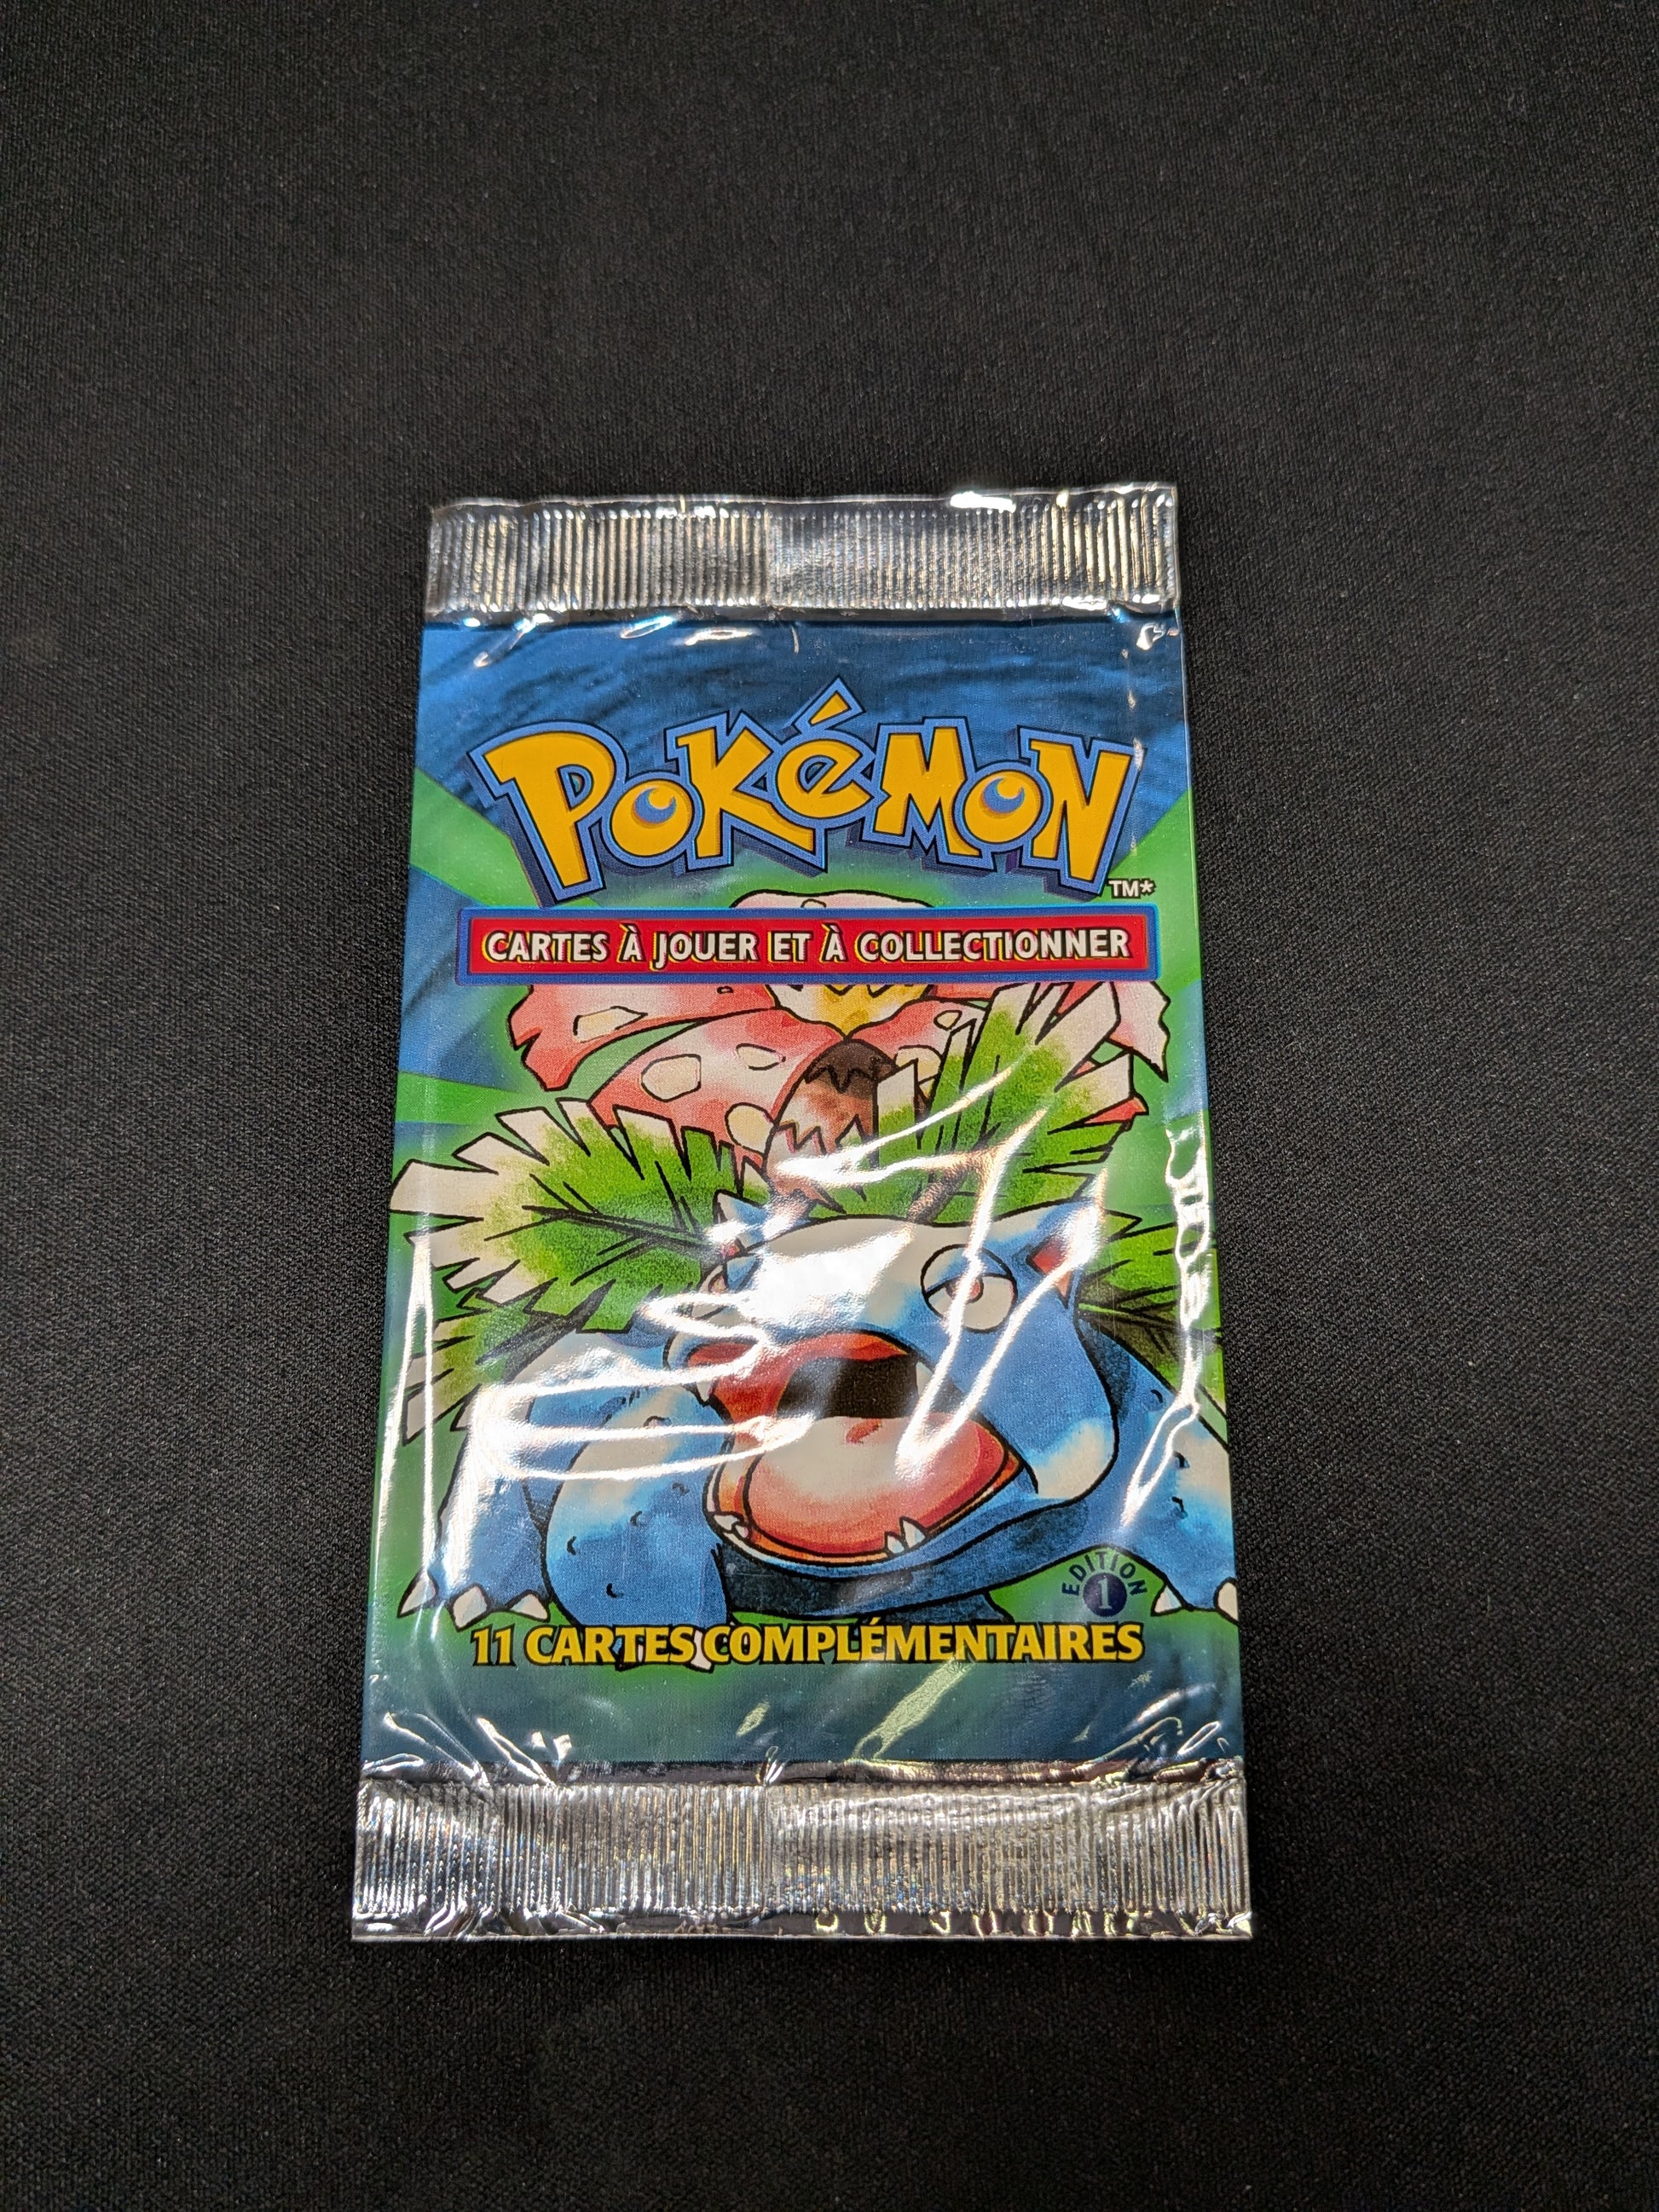 POKéMON
TM*
CARTES À JOUER ET À COLLECTIONNER
EDITION
1
11 CARTES COMPLÉMENTAIRES